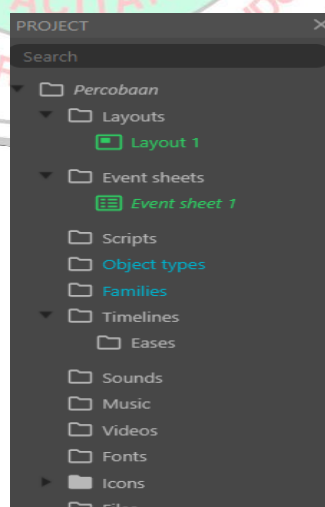 PROJECT
Search
Percobaan
Layouts
Layout 1
Event sheets
Event sheet 1
Scripts
Object types
Families
Timelines
Eases
Sounds
Music
Videos
Fonts
Icons